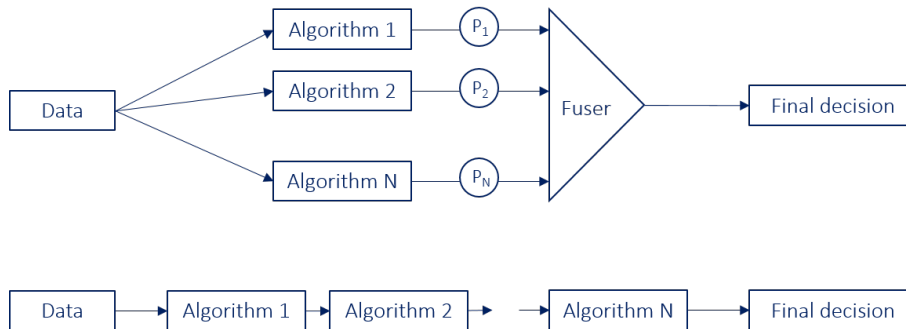 Algorithm 1
P1
Algorithm 2
P2
Data
Fuser
Final decision
Algorithm N
PN
Data
Algorithm 1
Algorithm 2
Algorithm N
Final decision